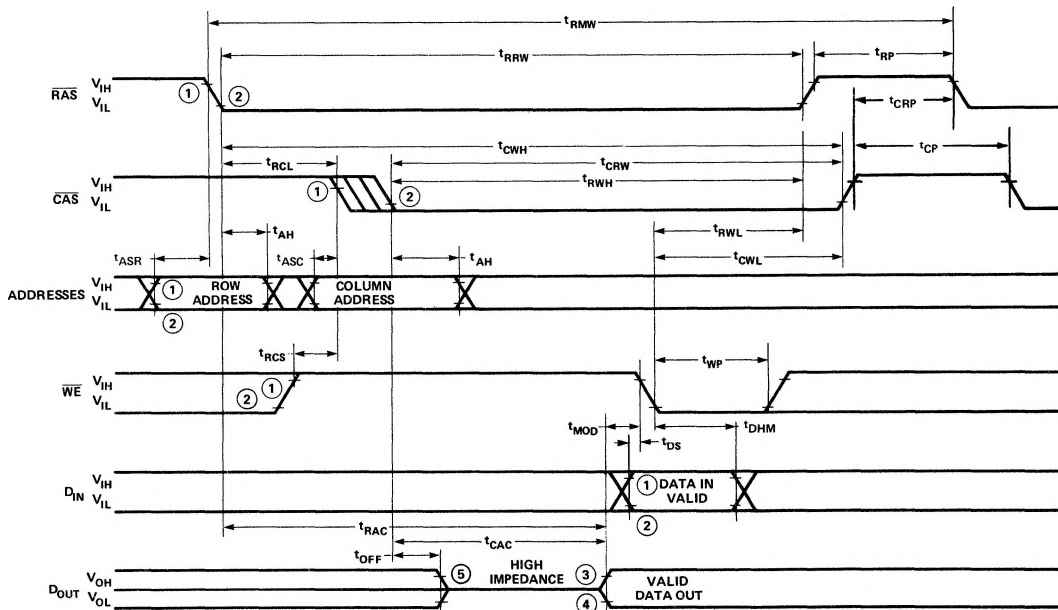 tRMW
tRRW
tRP
RAS VIH
VIL
① ②
tCRP
tCWH
tRCL
tCRW
tCP
tRWH
CAS VIH
VIL
① ②
tRWL
tCWL
tASR
tAH
tASC
tAH
ADDRESSES VIH
VIL
① ROW ADDRESS
②
COLUMN ADDRESS
tRCS
tWP
WE VIH
VIL
② ①
tMOD
tDHM
tDS
DIN VIH
VIL
① DATA IN VALID
②
tRAC
tCAC
tOFF
DOUT VOH
VOL
⑤ HIGH IMPEDANCE ③
④
VALID DATA OUT